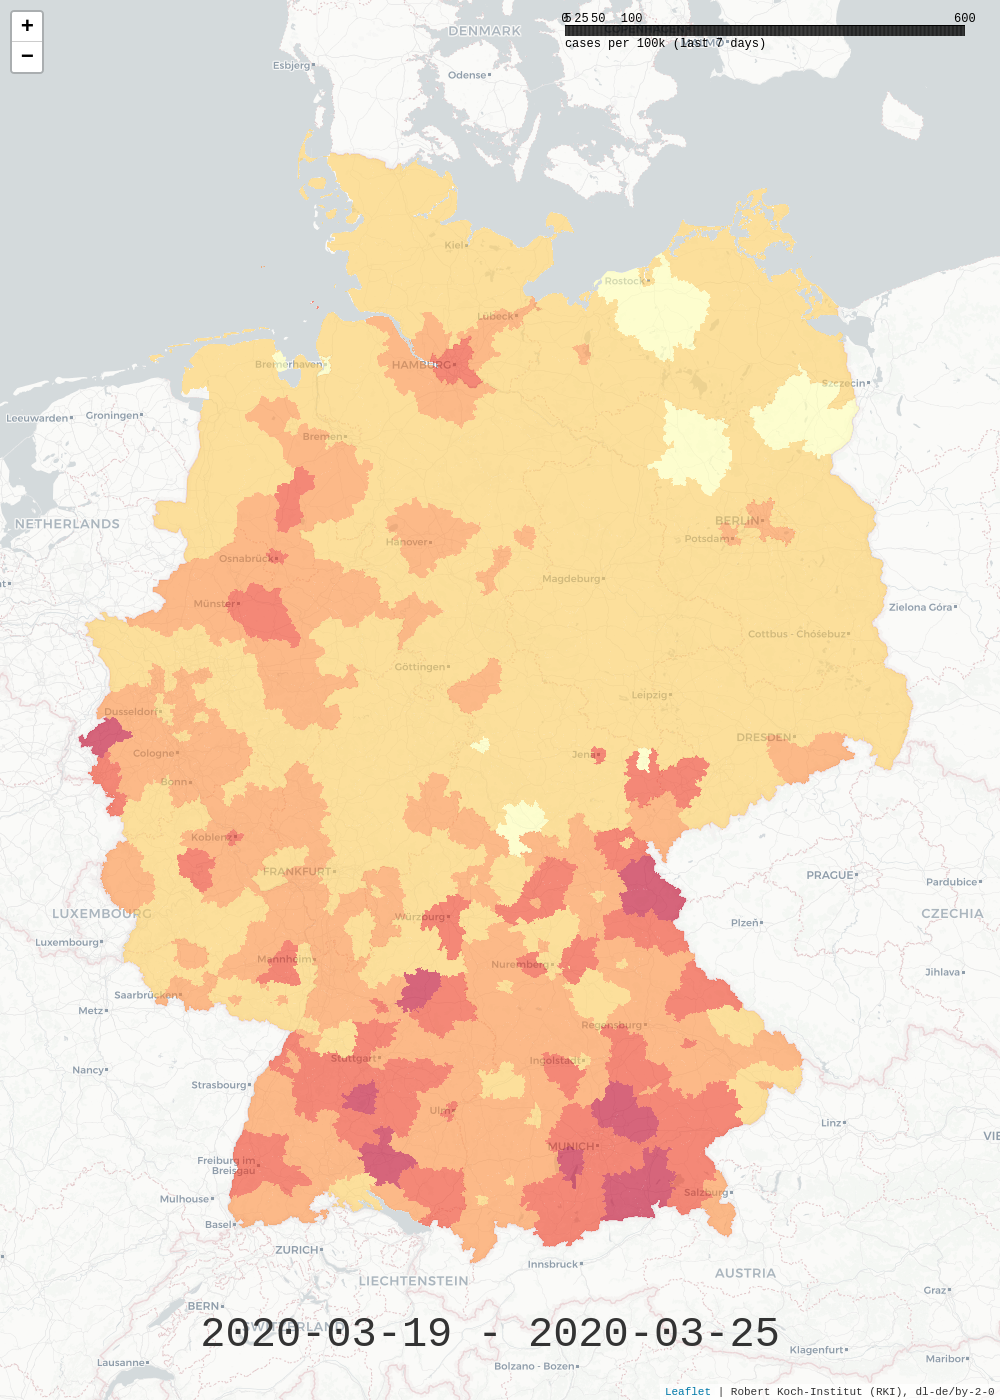 +
−
0 5 25 50 100 600
cases per 100k (last 7 days)
DENMARK
Esbjerg
Odense
Kiel
Rostock
Lübeck
Bremerhaven
HAMBURG
Szczecin
Leeuwarden
Groningen
Bremen
NETHERLANDS
BERLIN
Hanover
Potsdam
Osnabrück
Magdeburg
Münster
Zielona Góra
Cottbus - Chóśebuz
Göttingen
Leipzig
Dusseldorf
DRESDEN
Cologne
Jena
Bonn
Koblenz
FRANKFURT
PRAGUE
Pardubice
LUXEMBOURG
Würzburg
CZECHIA
Plzeň
Luxembourg
Mannheim
Nuremberg
Jihlava
Saarbrücken
Metz
Regensburg
Stuttgart
Ingolstadt
Nancy
Strasbourg
Ulm
Linz
VIE
MUNICH
Freiburg im
Breisgau
Salzburg
Mulhouse
Basel
ZURICH
Innsbruck
LIECHTENSTEIN
AUSTRIA
Graz
BERN
SWITZERLAND
2020-03-19 - 2020-03-25
Klagenfurt
Lausanne
Bolzano - Bozen
Maribor
Leaflet | Robert Koch-Institut (RKI), dl-de/by-2-0